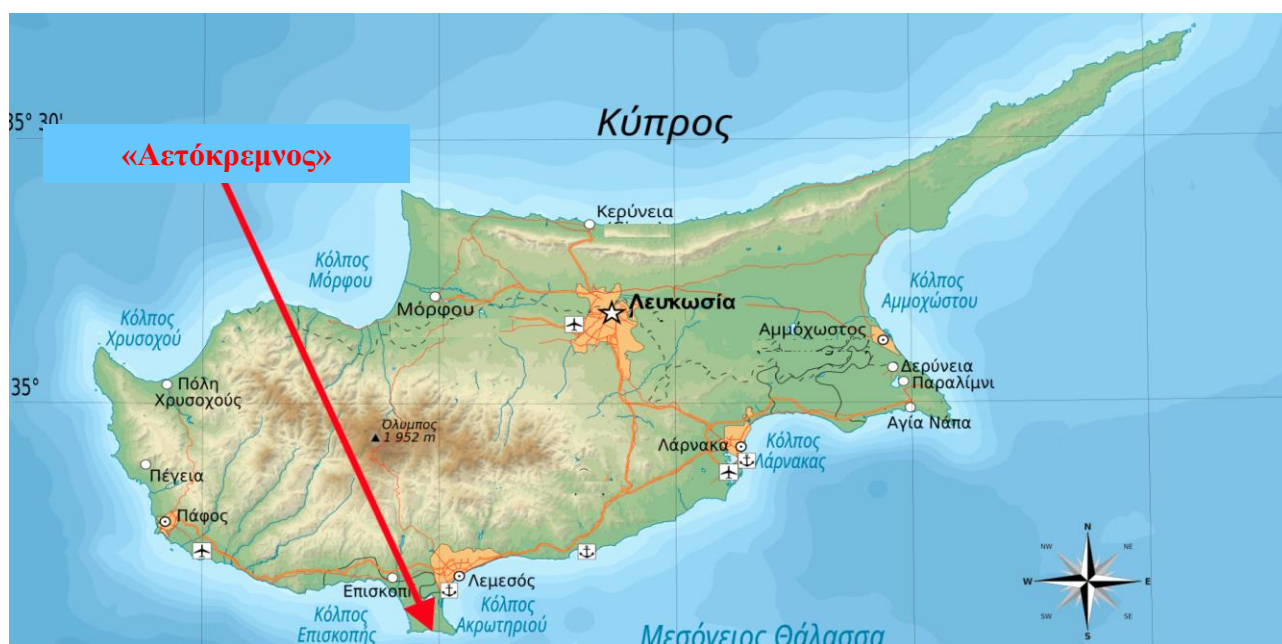 35° 30'
Κύπρος
«Αετόκρεμνος»
Κερύνεια
Κόλπος
Μόρφου
Κόλπος
Αμμοχώστου
Μόρφου
Λευκωσία
Κόλπος
Χρυσοχού
Αμμόχωστος
Δερύνεια
Παραλίμνι
35°
Πόλη
Χρυσοχούς
Αγία Νάπα
Όλυμπος
1 952 m
Λάρνακα
Κόλπος
Λάρνακας
Πέγεια
Πάφος
Επισκοπή
Λεμεσός
Κόλπος
Επισκοπής
Κόλπος
Ακρωτηριού
Μεσόγειος Θάλασσα
N
NW
NE
W
E
SW
SE
S